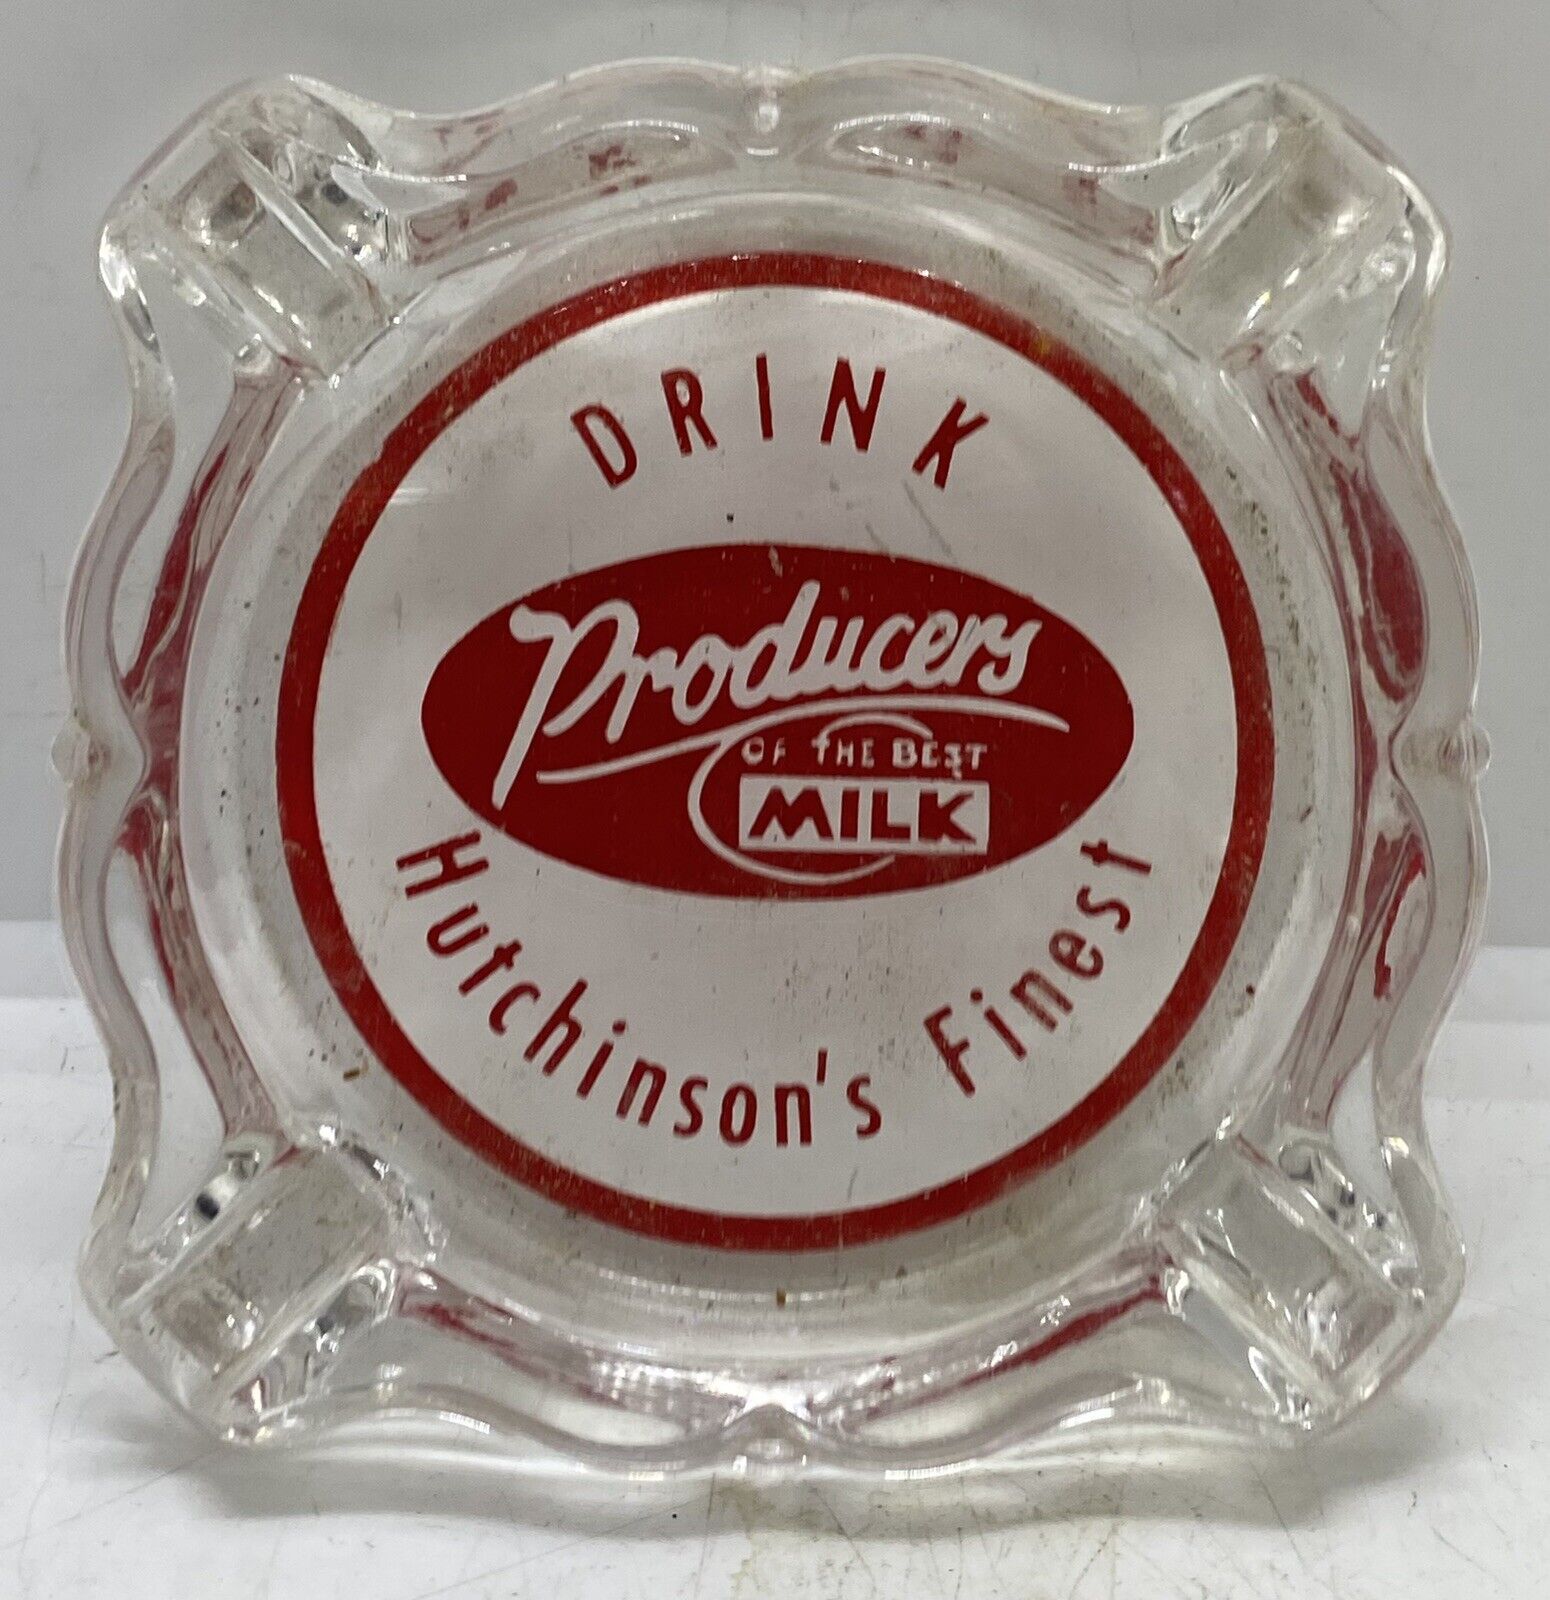 DRINK
Producers
OF THE BEST
MILK
Hutchinson's Finest